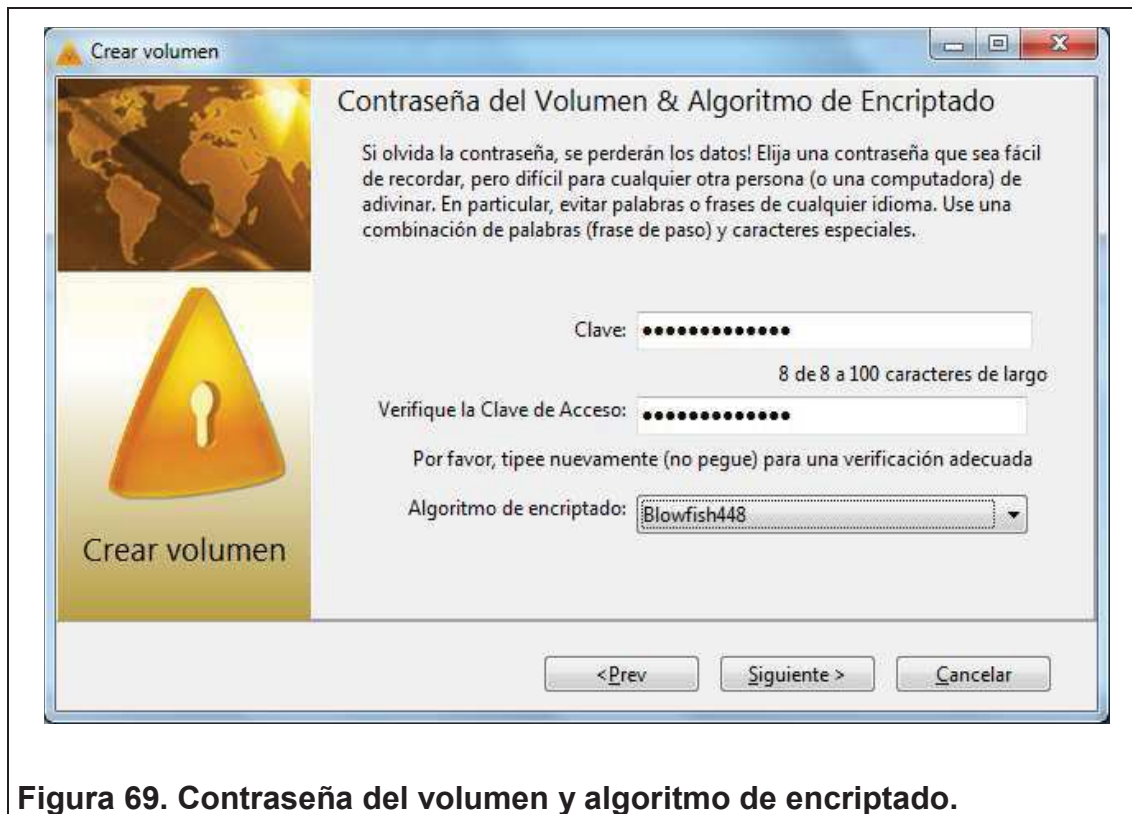 Crear volumen
Contraseña del Volumen & Algoritmo de Encriptado
Si olvida la contraseña, se perderán los datos! Elija una contraseña que sea fácil
de recordar, pero difícil para cualquier otra persona (o una computadora) de
adivinar. En particular, evitar palabras o frases de cualquier idioma. Use una
combinación de palabras (frase de paso) y caracteres especiales.
Clave: •••••••••••••
8 de 8 a 100 caracteres de largo
Verifique la Clave de Acceso: •••••••••••••
Por favor, tipee nuevamente (no pegue) para una verificación adecuada
Algoritmo de encriptado: Blowfish448
Crear volumen
<Prev Siguiente > Cancelar
Figura 69. Contraseña del volumen y algoritmo de encriptado.